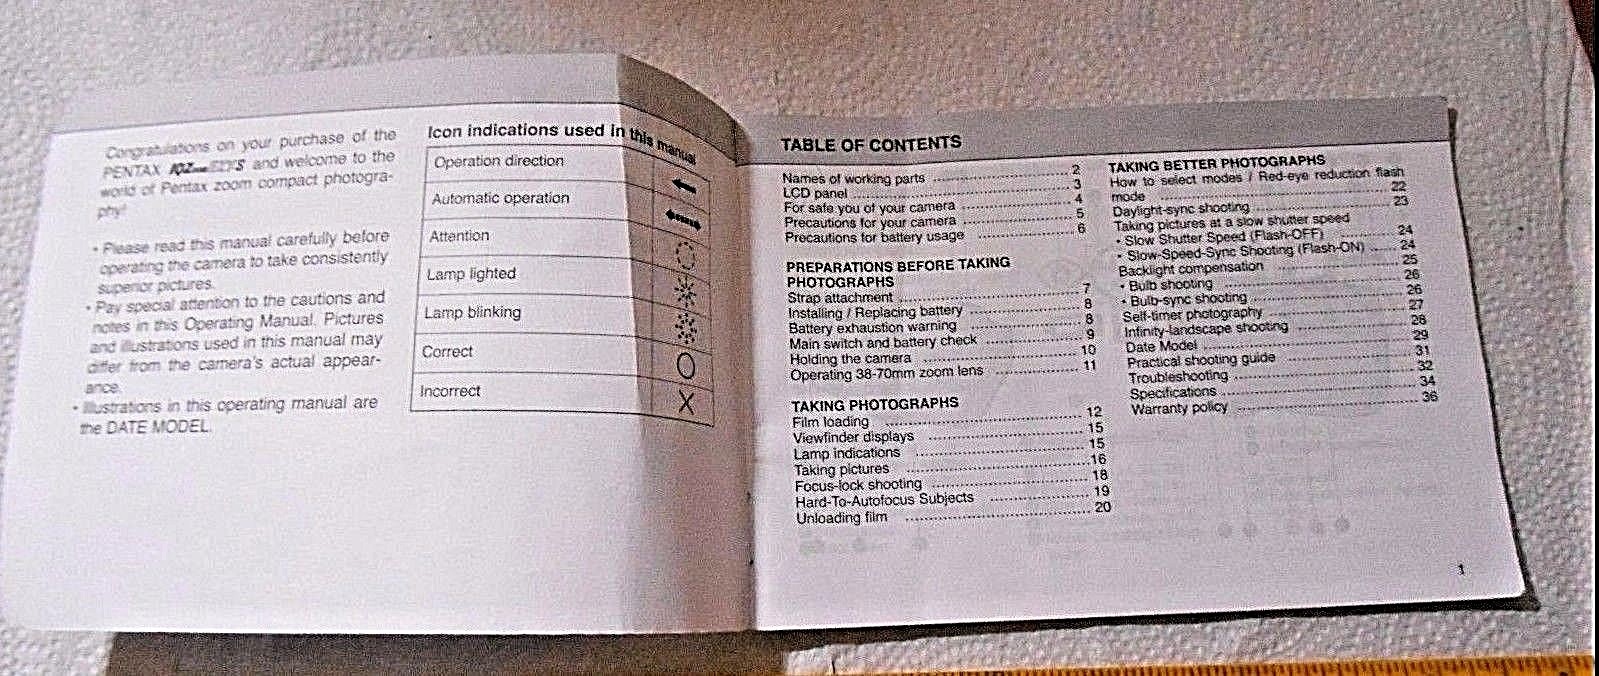 Congratulations on your purchase of the
PENTAX IQZoom EZY-S and welcome to the
world of Pentax zoom compact photogra-
phy!
• Please read this manual carefully before
operating the camera to take consistently
superior pictures.
• Pay special attention to the cautions and
notes in this Operating Manual. Pictures
and illustrations used in this manual may
differ from the camera's actual appear-
ance.
• Illustrations in this operating manual are
the DATE MODEL.
Icon indications used in this manual
Operation direction
Automatic operation
Attention
Lamp lighted
Lamp blinking
Correct
Incorrect X
TABLE OF CONTENTS
Names of working parts 2
LCD panel 3
For safe you of your camera 4
Precautions for your camera 5
Precautions for battery usage 6
PREPARATIONS BEFORE TAKING
PHOTOGRAPHS
Strap attachment 7
Installing / Replacing battery 8
Battery exhaustion warning 8
Main switch and battery check 9
Holding the camera 10
Operating 38-70mm zoom lens 11
TAKING PHOTOGRAPHS
Film loading 12
Viewfinder displays 15
Lamp indications 15
Taking pictures 16
Focus-lock shooting 18
Hard-To-Autofocus Subjects 19
Unloading film 20
TAKING BETTER PHOTOGRAPHS
How to select modes / Red-eye reduction flash
mode 22
Daylight-sync shooting 23
Taking pictures at a slow shutter speed
• Slow Shutter Speed (Flash-OFF) 24
• Slow-Speed-Sync Shooting (Flash-ON) 24
Backlight compensation 25
• Bulb shooting 26
• Bulb-sync shooting 26
Self-timer photography 27
Infinity-landscape shooting 28
Date Model 29
Practical shooting guide 31
Troubleshooting 32
Specifications 34
Warranty policy 36
1